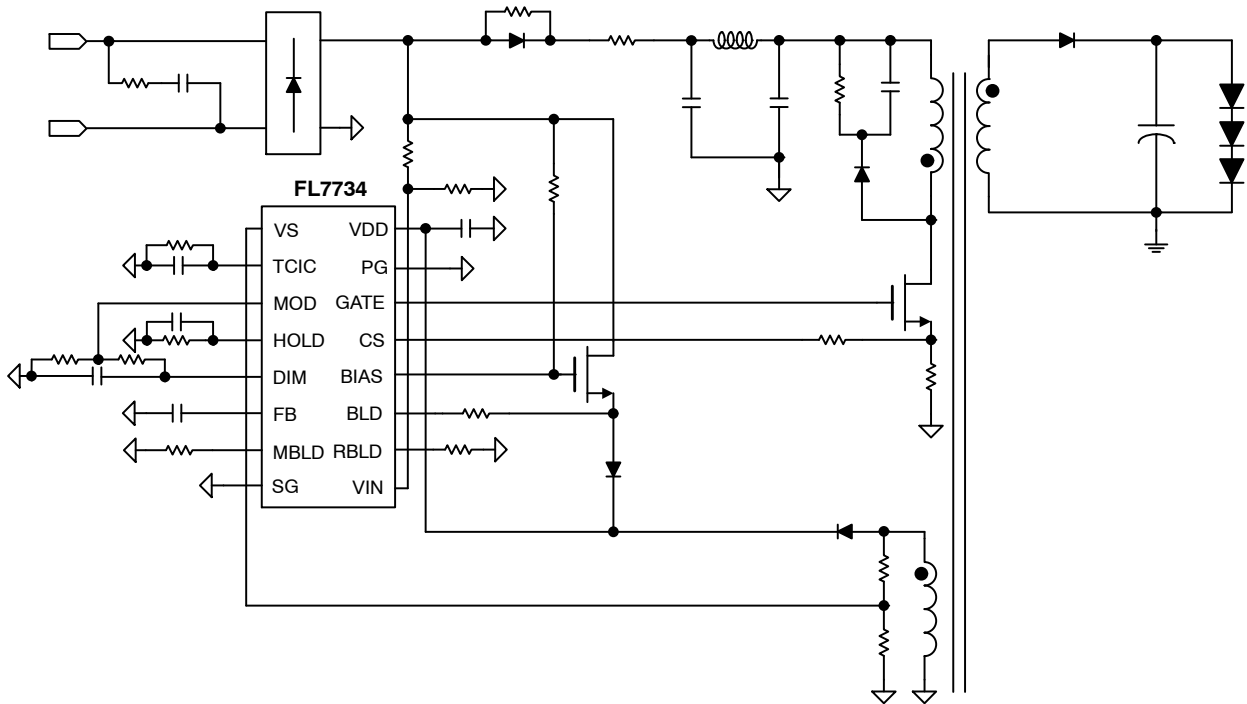 FL7734
VS VDD
TCIC PG
MOD GATE
HOLD CS
DIM BIAS
FB BLD
MBLD RBLD
SG VIN